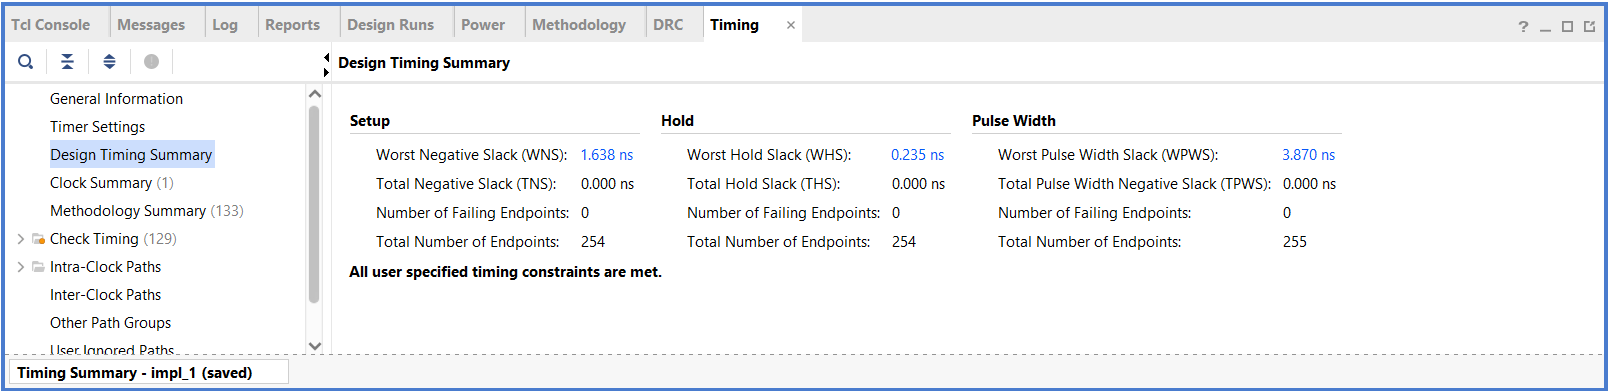 Tcl Console Messages Log Reports Design Runs Power Methodology DRC Timing × ?
Design Timing Summary
General Information
Timer Settings
Design Timing Summary
Clock Summary (1)
Methodology Summary (133)
Check Timing (129)
Intra-Clock Paths
Inter-Clock Paths
Other Path Groups
User Ignored Paths
Setup Hold Pulse Width
Worst Negative Slack (WNS): 1.638 ns Worst Hold Slack (WHS): 0.235 ns Worst Pulse Width Slack (WPWS): 3.870 ns
Total Negative Slack (TNS): 0.000 ns Total Hold Slack (THS): 0.000 ns Total Pulse Width Negative Slack (TPWS): 0.000 ns
Number of Failing Endpoints: 0 Number of Failing Endpoints: 0 Number of Failing Endpoints: 0
Total Number of Endpoints: 254 Total Number of Endpoints: 254 Total Number of Endpoints: 255
All user specified timing constraints are met.
Timing Summary - impl_1 (saved)